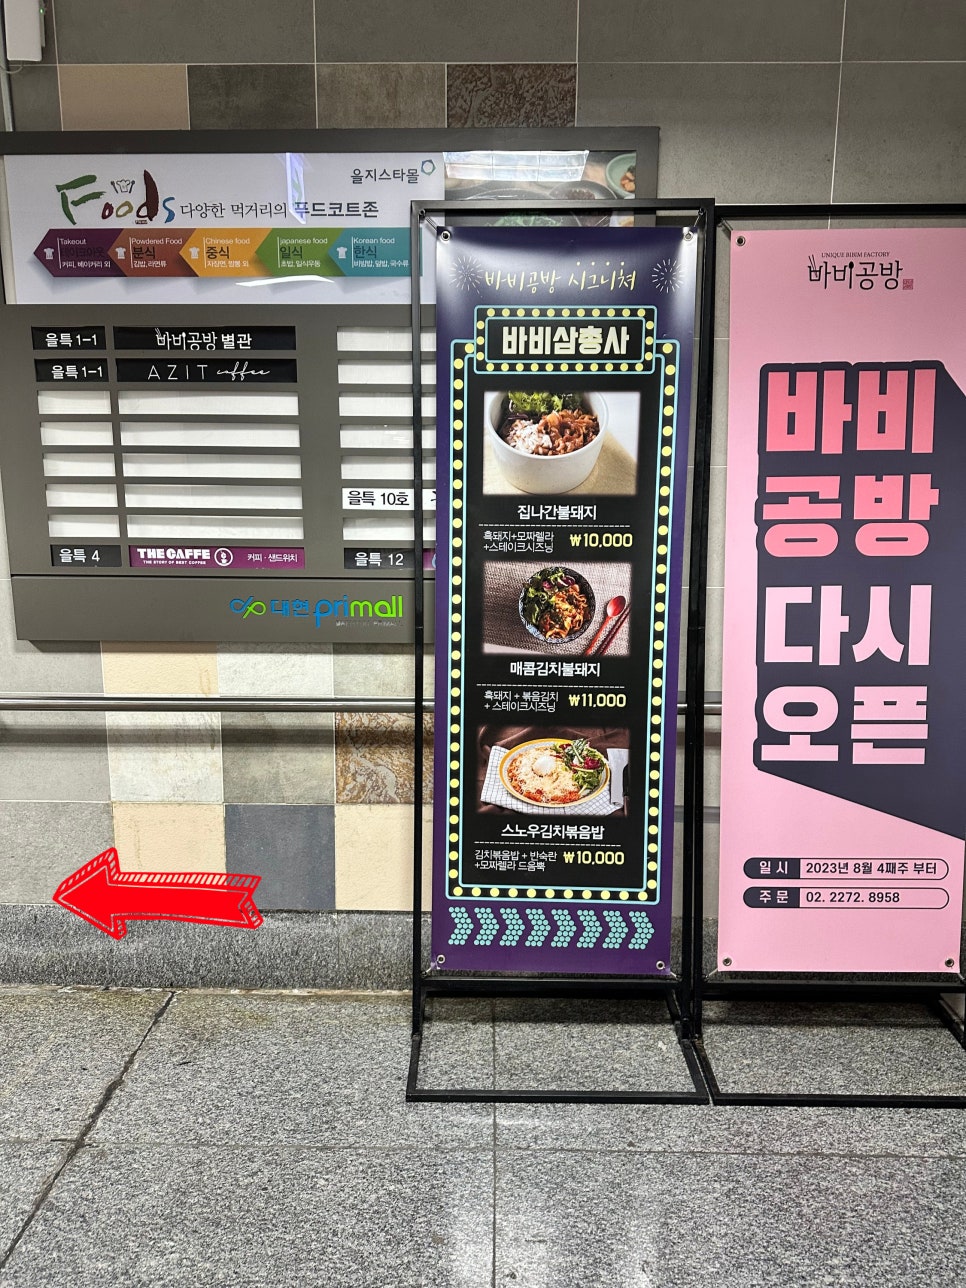 을지스타몰
Foods 다양한 먹거리의 푸드코트존
Takeout
커피, 베이커리 외
Powdered Food
분식
김밥, 라면류
Chinese food
중식
자장면, 짬뽕 외
japanese food
일식
초밥, 일식우동
Korean food
한식
비빔밥, 덮밥, 국수류
을특 1-1 바비공방 별관
을특 1-1 AZIT coffee
을특 10호
을특 4 THE CAFFE THE STORY OF BEST COFFEE 커피 · 샌드위치
을특 12
대현 primall
바비공방 시그니쳐
바비삼총사
집나간불돼지
흑돼지+모짜렐라
+스테이크시즈닝 ₩10,000
매콤김치불돼지
흑돼지 + 볶음김치
+ 스테이크시즈닝 ₩11,000
스노우김치볶음밥
김치볶음밥 + 반숙란
+모짜렐라 드음뿍 ₩10,000
UNIQUE BIBIM FACTORY
바비공방
바비
공방
다시
오픈
일 시 2023년 8월 4째주 부터
주 문 02. 2272. 8958